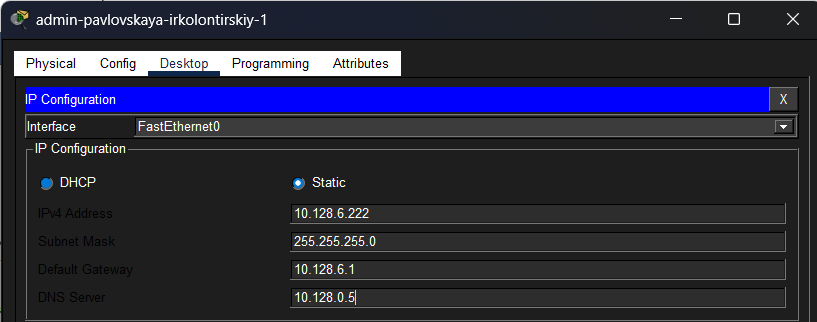 admin-pavlovskaya-irkolontirskiy-1
Physical Config Desktop Programming Attributes
IP Configuration X
Interface FastEthernet0
IP Configuration
DHCP Static
IPv4 Address 10.128.6.222
Subnet Mask 255.255.255.0
Default Gateway 10.128.6.1
DNS Server 10.128.0.5